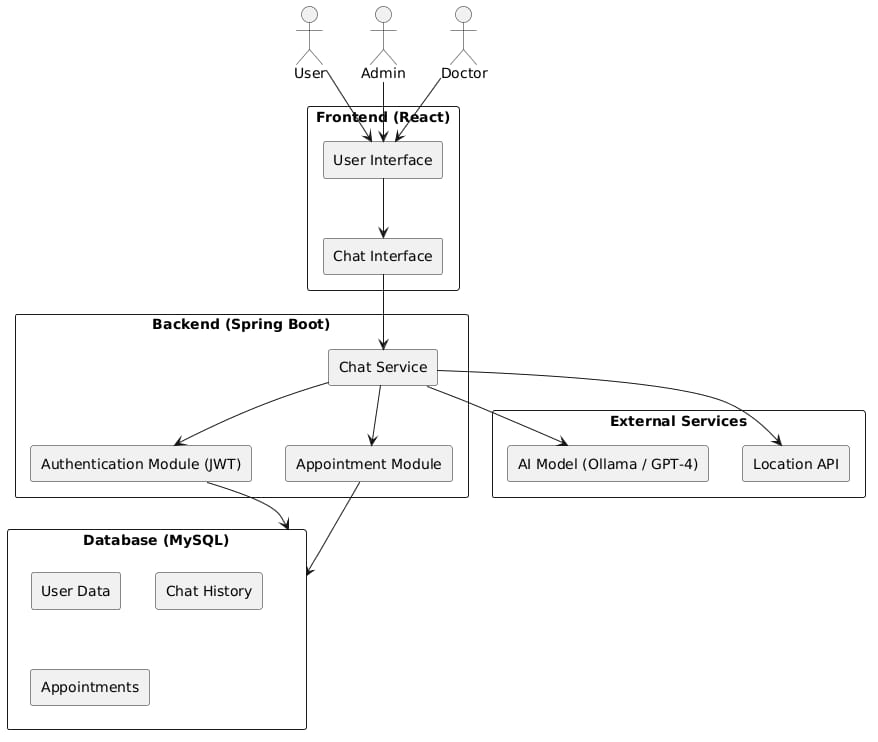 User
Admin
Doctor
Frontend (React)
User Interface
Chat Interface
Backend (Spring Boot)
Chat Service
Authentication Module (JWT)
Appointment Module
External Services
AI Model (Ollama / GPT-4)
Location API
Database (MySQL)
User Data
Chat History
Appointments